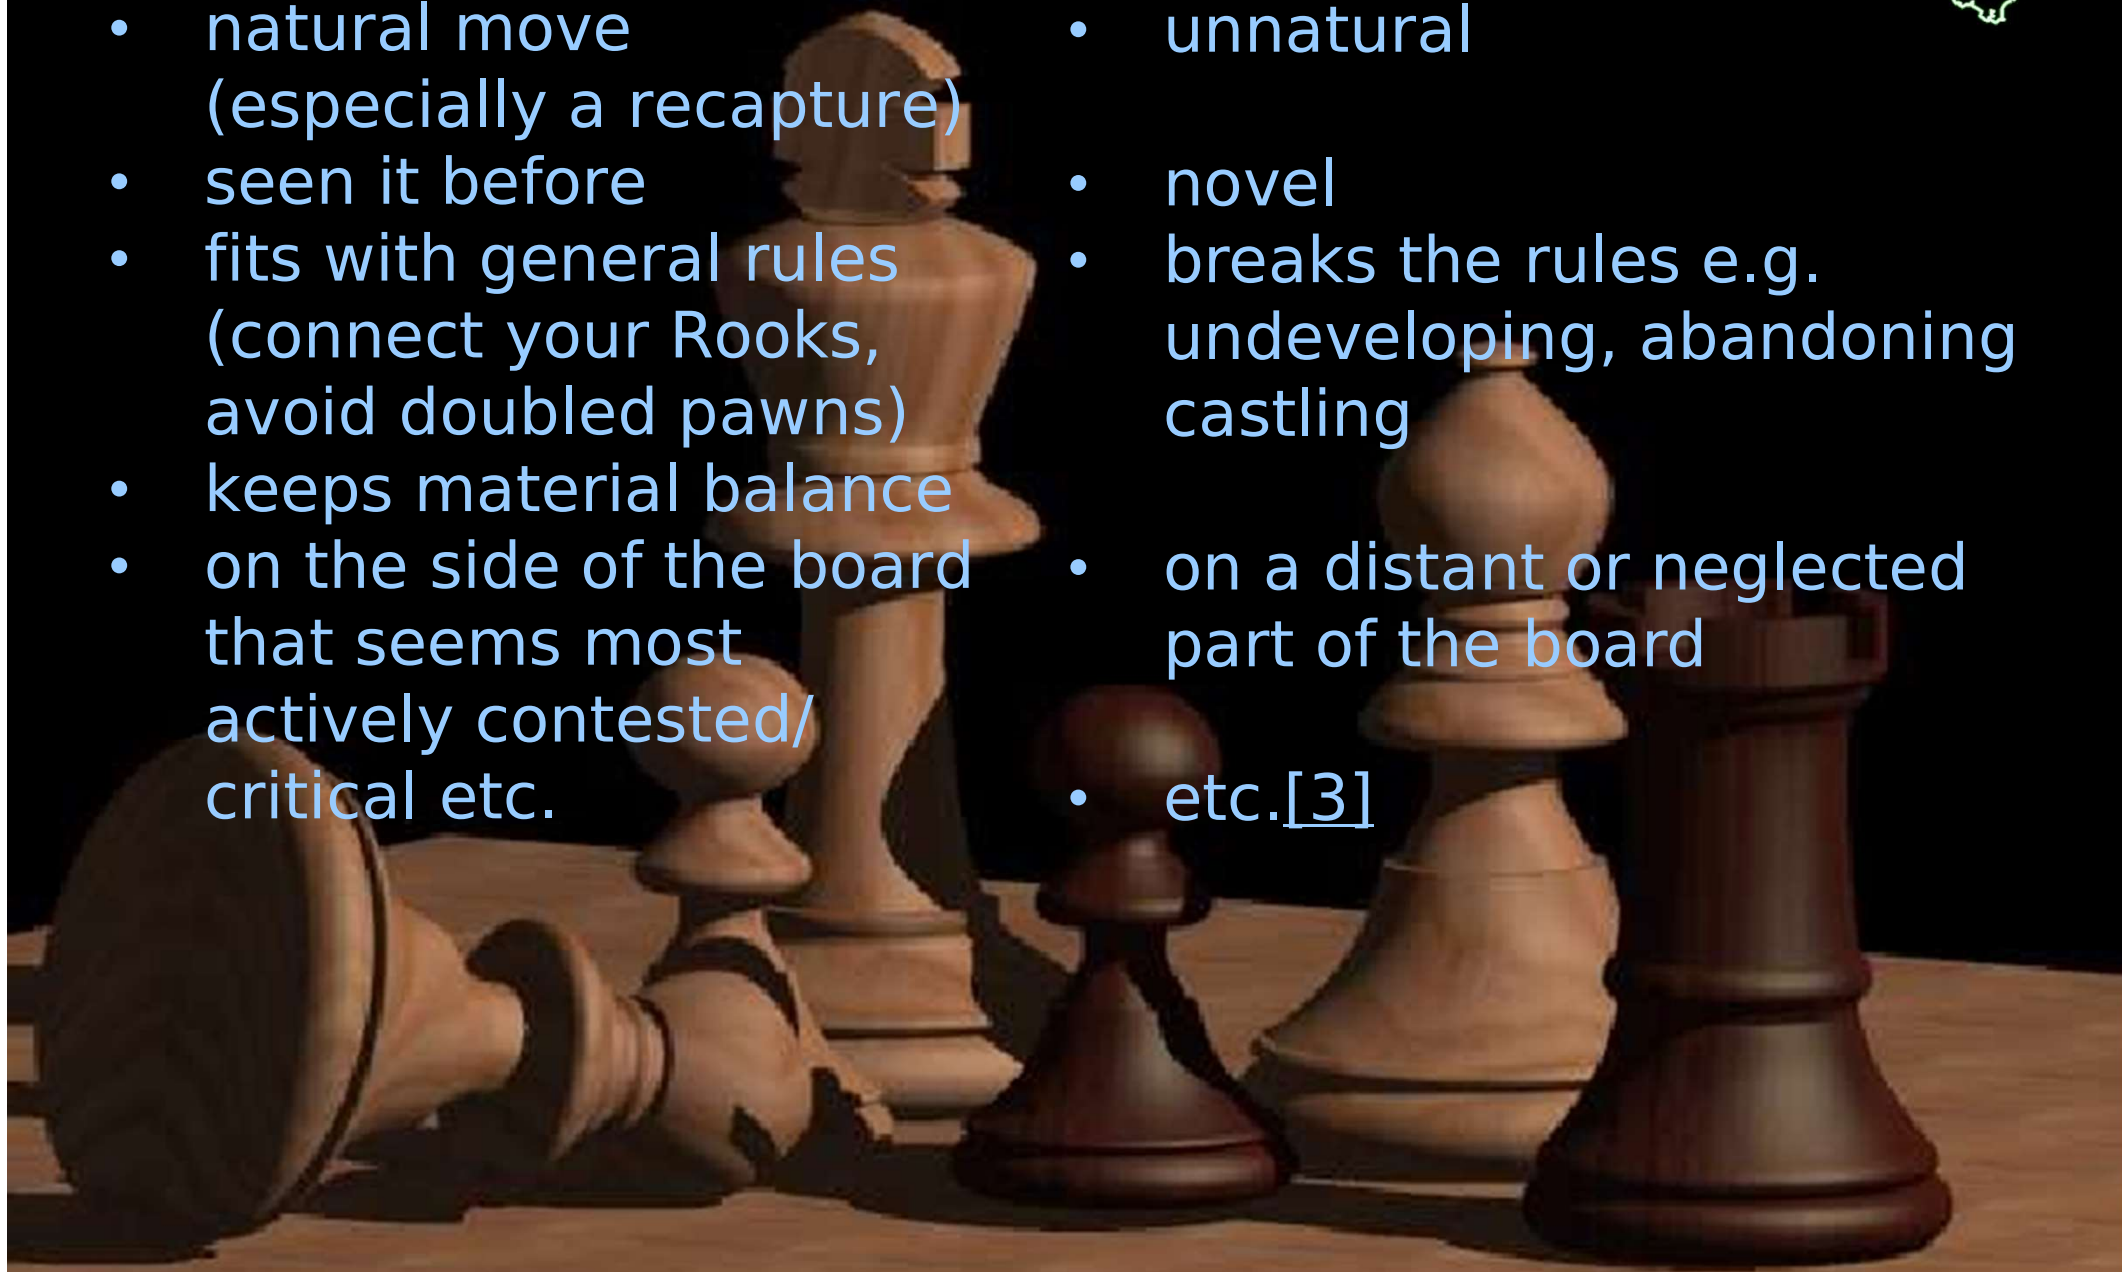 • natural move
(especially a recapture)
• seen it before
• fits with general rules
(connect your Rooks,
avoid doubled pawns)
• keeps material balance
• on the side of the board
that seems most
actively contested/
critical etc.
• unnatural
• novel
• breaks the rules e.g.
undeveloping, abandoning
castling
• on a distant or neglected
part of the board
• etc.[3]